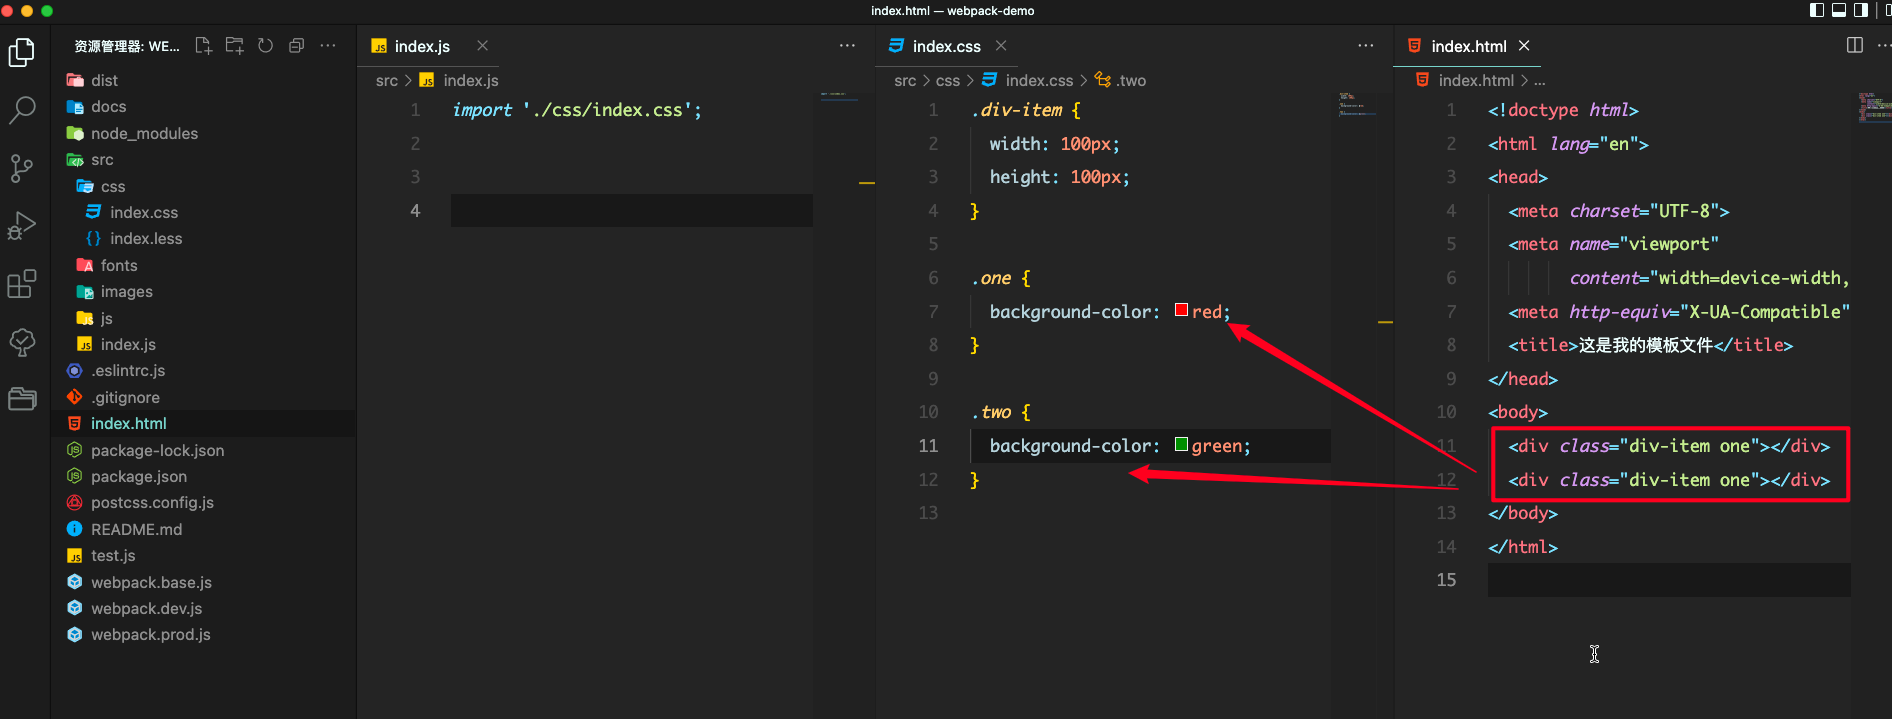 index.html — webpack-demo
资源管理器: WE...
dist
docs
node_modules
src
css
index.css
index.less
fonts
images
js
index.js
.eslintrc.js
.gitignore
index.html
package-lock.json
package.json
postcss.config.js
README.md
test.js
webpack.base.js
webpack.dev.js
webpack.prod.js
JS index.js
src > JS index.js
1 import './css/index.css';
2
3
4
index.css
src > css > index.css > .two
1 .div-item {
2 width: 100px;
3 height: 100px;
4 }
5
6 .one {
7 background-color: red;
8 }
9
10 .two {
11 background-color: green;
12 }
13
index.html
index.html > ...
1 <!doctype html>
2 <html lang="en">
3 <head>
4 <meta charset="UTF-8">
5 <meta name="viewport"
6 content="width=device-width,
7 <meta http-equiv="X-UA-Compatible"
8 <title>这是我的模板文件</title>
9 </head>
10 <body>
11 <div class="div-item one"></div>
12 <div class="div-item one"></div>
13 </body>
14 </html>
15